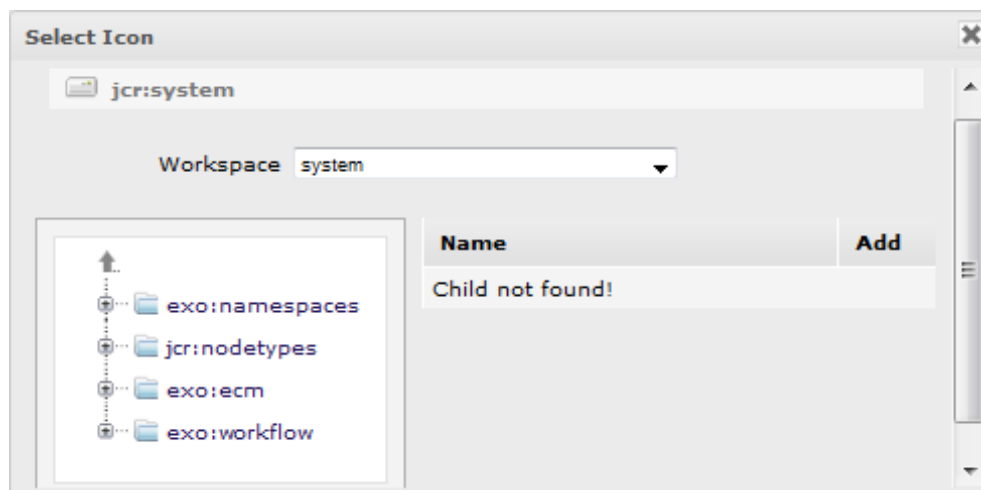 Select Icon
jcr:system
Workspace system
Name Add
Child not found!
exo:namespaces
jcr:nodetypes
exo:ecm
exo:workflow